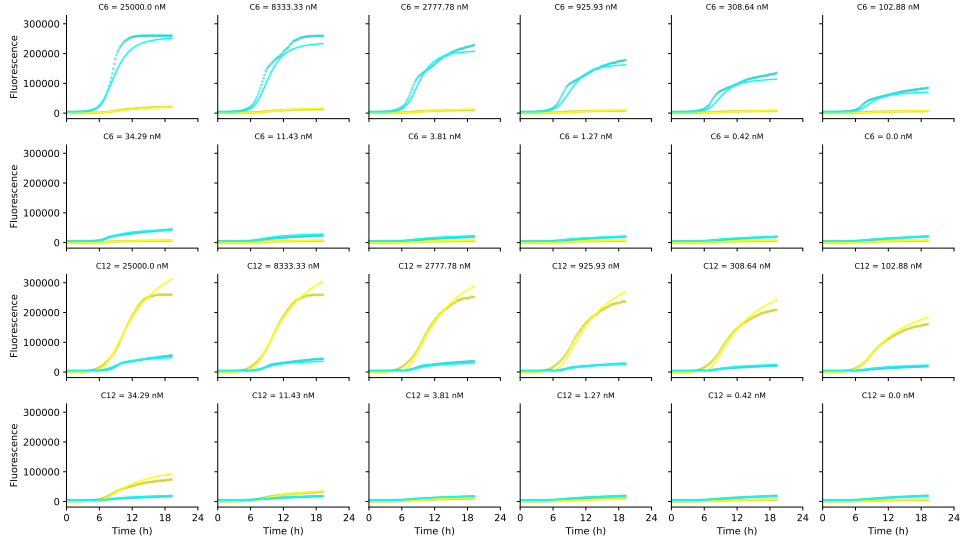 C6 = 25000.0 nM C6 = 8333.33 nM C6 = 2777.78 nM C6 = 925.93 nM C6 = 308.64 nM C6 = 102.88 nM
300000
200000
100000
0
Fluorescence
C6 = 34.29 nM C6 = 11.43 nM C6 = 3.81 nM C6 = 1.27 nM C6 = 0.42 nM C6 = 0.0 nM
300000
200000
100000
0
Fluorescence
C12 = 25000.0 nM C12 = 8333.33 nM C12 = 2777.78 nM C12 = 925.93 nM C12 = 308.64 nM C12 = 102.88 nM
300000
200000
100000
0
Fluorescence
C12 = 34.29 nM C12 = 11.43 nM C12 = 3.81 nM C12 = 1.27 nM C12 = 0.42 nM C12 = 0.0 nM
300000
200000
100000
0
Fluorescence
0 6 12 18 24 0 6 12 18 24 0 6 12 18 24 0 6 12 18 24 0 6 12 18 24 0 6 12 18 24
Time (h) Time (h) Time (h) Time (h) Time (h) Time (h)